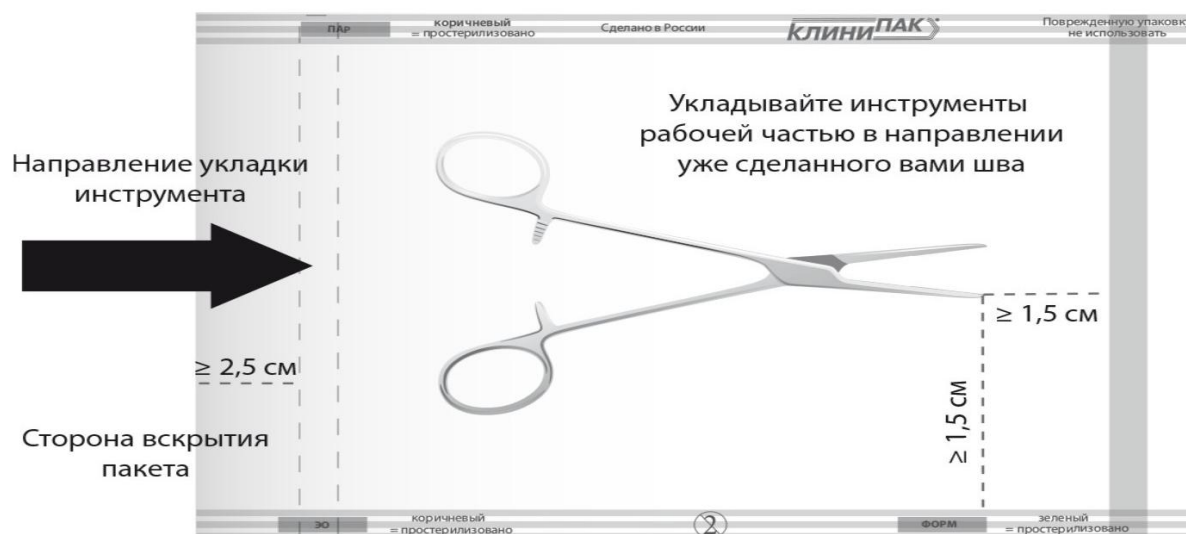 ПАР
коричневый
= простерилизовано
Сделано в России
КЛИНИПАК
Поврежденную упаковк
не использовать
Укладывайте инструменты
рабочей частью в направлении
уже сделанного вами шва
Направление укладки
инструмента
≥ 1,5 см
≥ 2,5 см
≥ 1,5 см
Сторона вскрытия
пакета
ЭО
коричневый
= простерилизовано
2
ФОРМ
зеленый
= простерилизовано